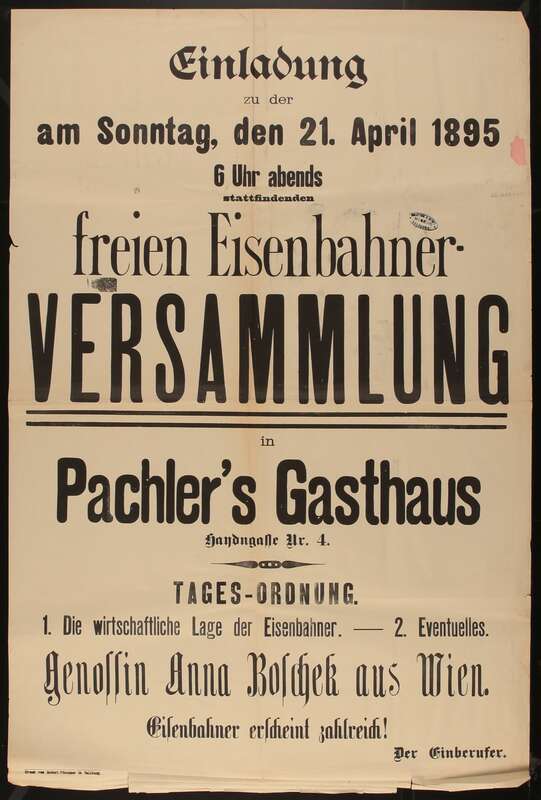 Einladung
zu der
am Sonntag, den 21. April 1895
6 Uhr abends
stattfindenden
freien Eisenbahner-
VERSAMMLUNG
in
Pachler's Gasthaus
Haydngasse Nr. 4.
TAGES-ORDNUNG.
1. Die wirtschaftliche Lage der Eisenbahner. — 2. Eventuelles.
Genossin Anna Boschek aus Wien.
Eisenbahner erscheint zahlreich!
Der Einberufer.